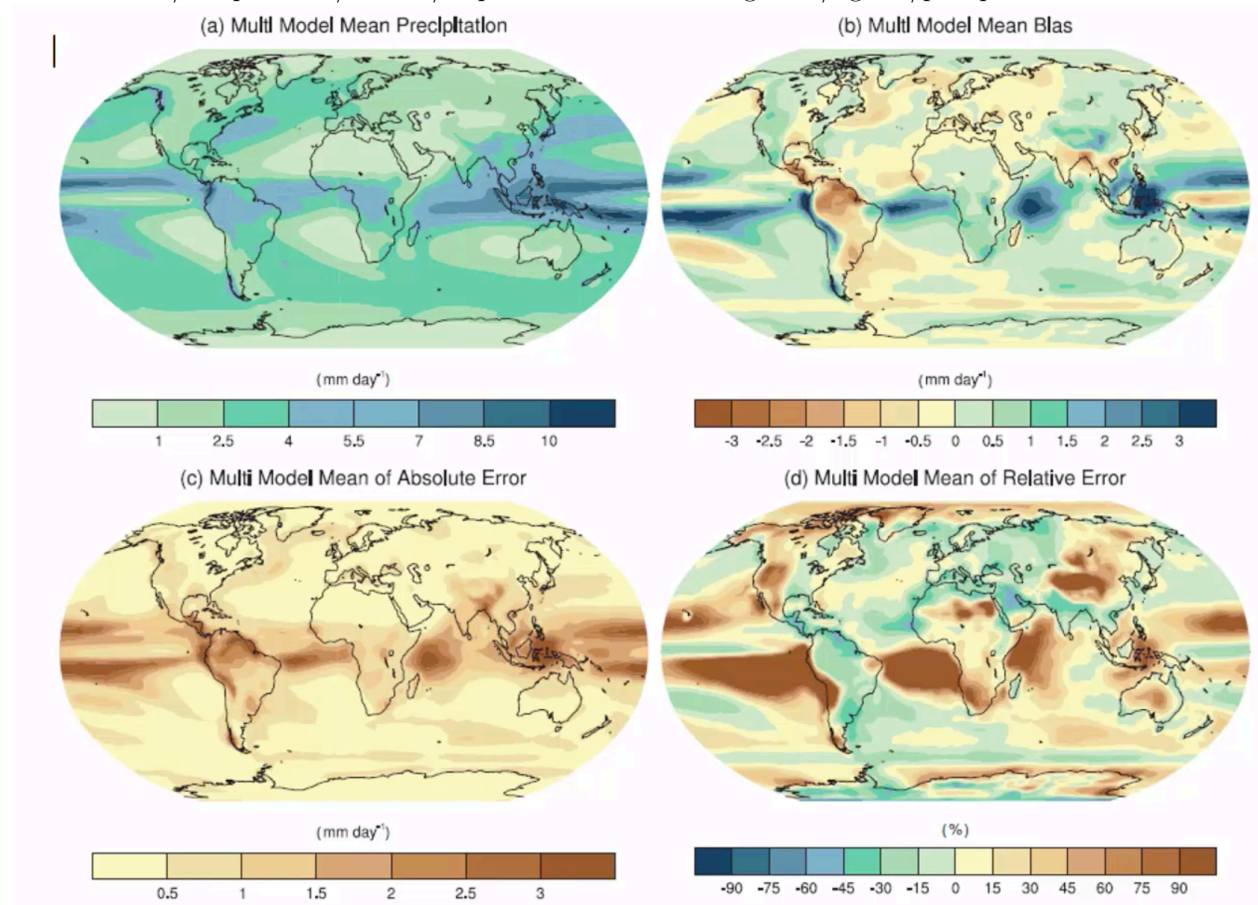 (a) Multi Model Mean Precipitation
(b) Multi Model Mean Bias
(mm day⁻¹)
1 2.5 4 5.5 7 8.5 10
(mm day⁻¹)
-3 -2.5 -2 -1.5 -1 -0.5 0 0.5 1 1.5 2 2.5 3
(c) Multi Model Mean of Absolute Error
(d) Multi Model Mean of Relative Error
(mm day⁻¹)
0.5 1 1.5 2 2.5 3
(%)
-90 -75 -60 -45 -30 -15 0 15 30 45 60 75 90